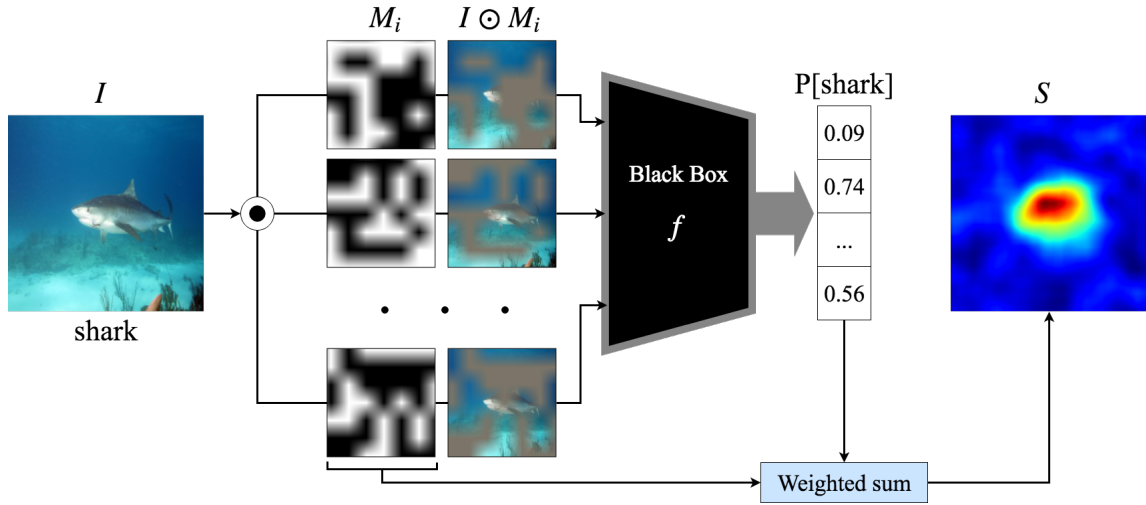 I
shark
M_i
I ⊙ M_i
Black Box
f
P[shark]
0.09
0.74
...
0.56
S
Weighted sum